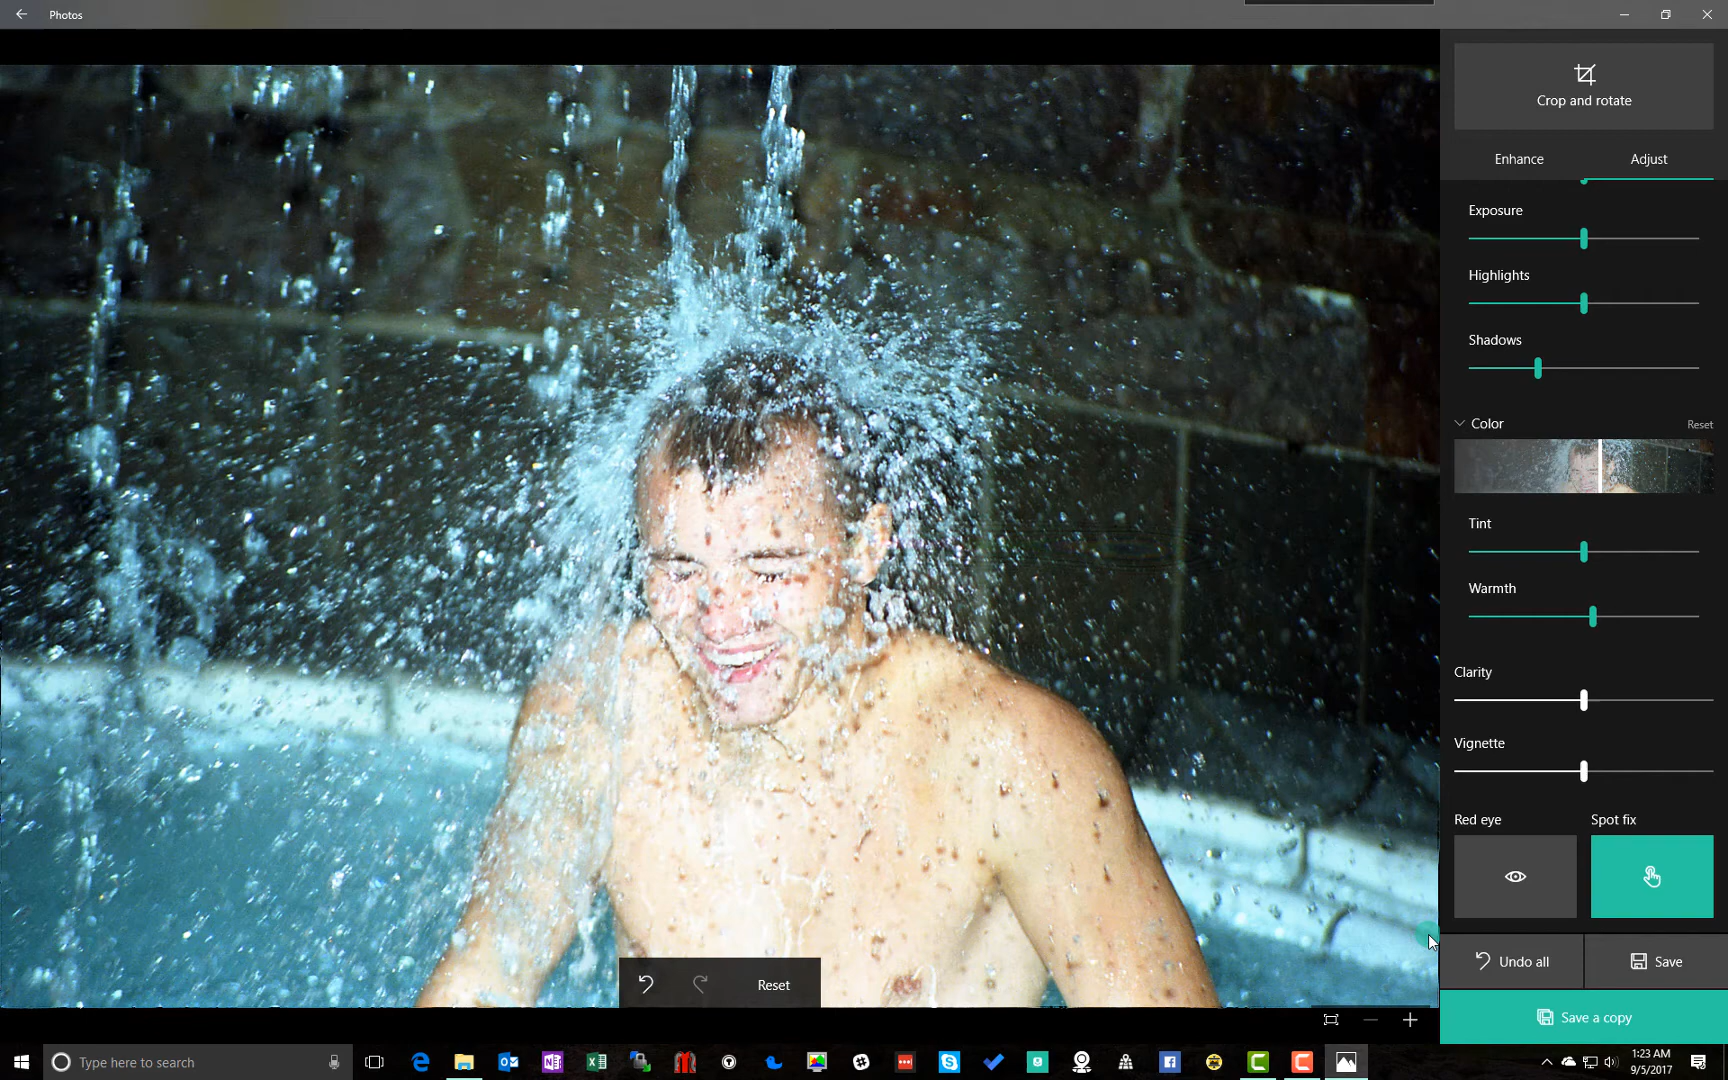 Photos
Crop and rotate
Enhance Adjust
Exposure
Highlights
Shadows
Color Reset
Tint
Warmth
Clarity
Vignette
Red eye Spot fix
Undo all Save
Reset
Save a copy
Type here to search
1:23 AM
9/5/2017